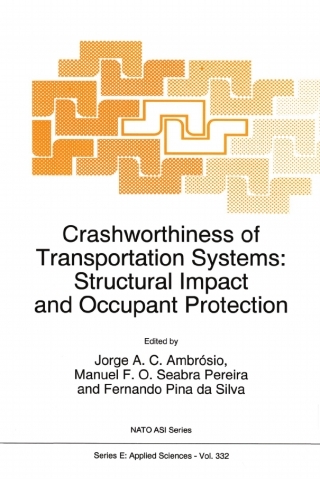 Crashworthiness of
Transportation Systems:
Structural Impact
and Occupant Protection
Edited by
Jorge A. C. Ambrósio,
Manuel F. O. Seabra Pereira
and Fernando Pina da Silva
NATO ASI Series
Series E: Applied Sciences - Vol. 332